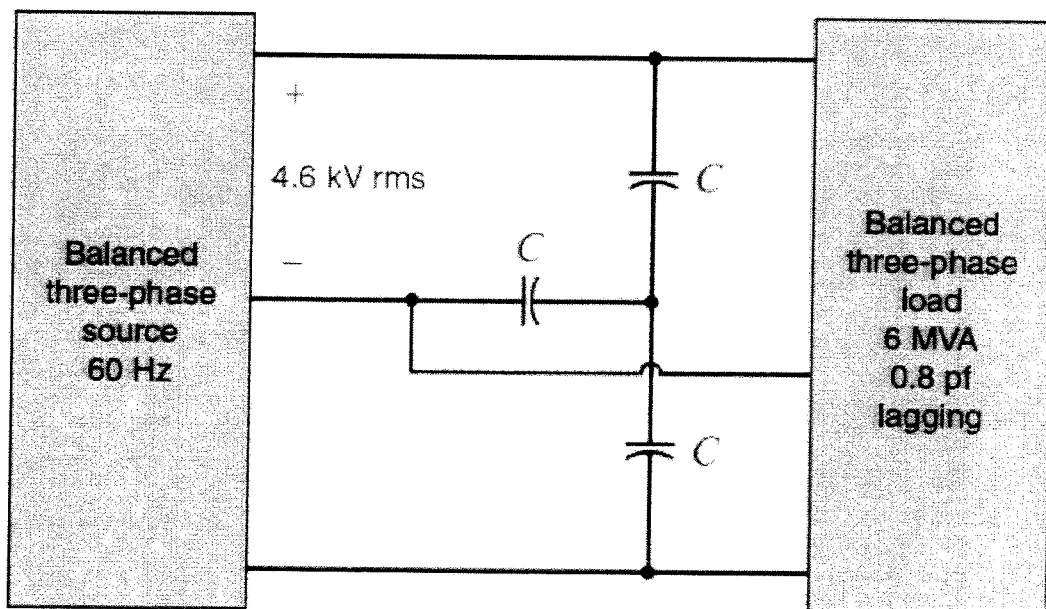 Balanced
three-phase
source
60 Hz
+
4.6 kV rms
–
C
C
C
Balanced
three-phase
load
6 MVA
0.8 pf
lagging